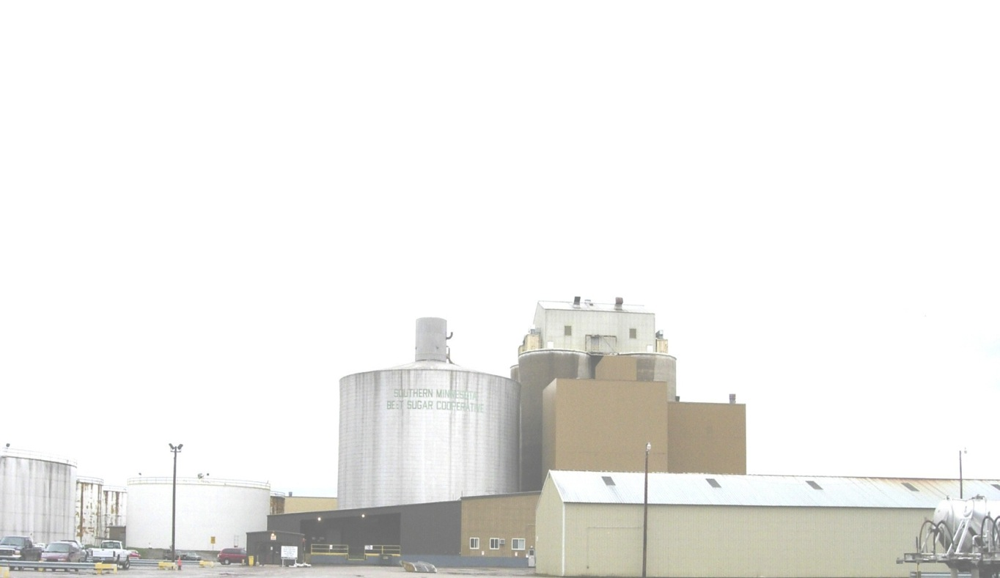 SOUTHERN MINNESOTA
BEET SUGAR COOPERATIVE